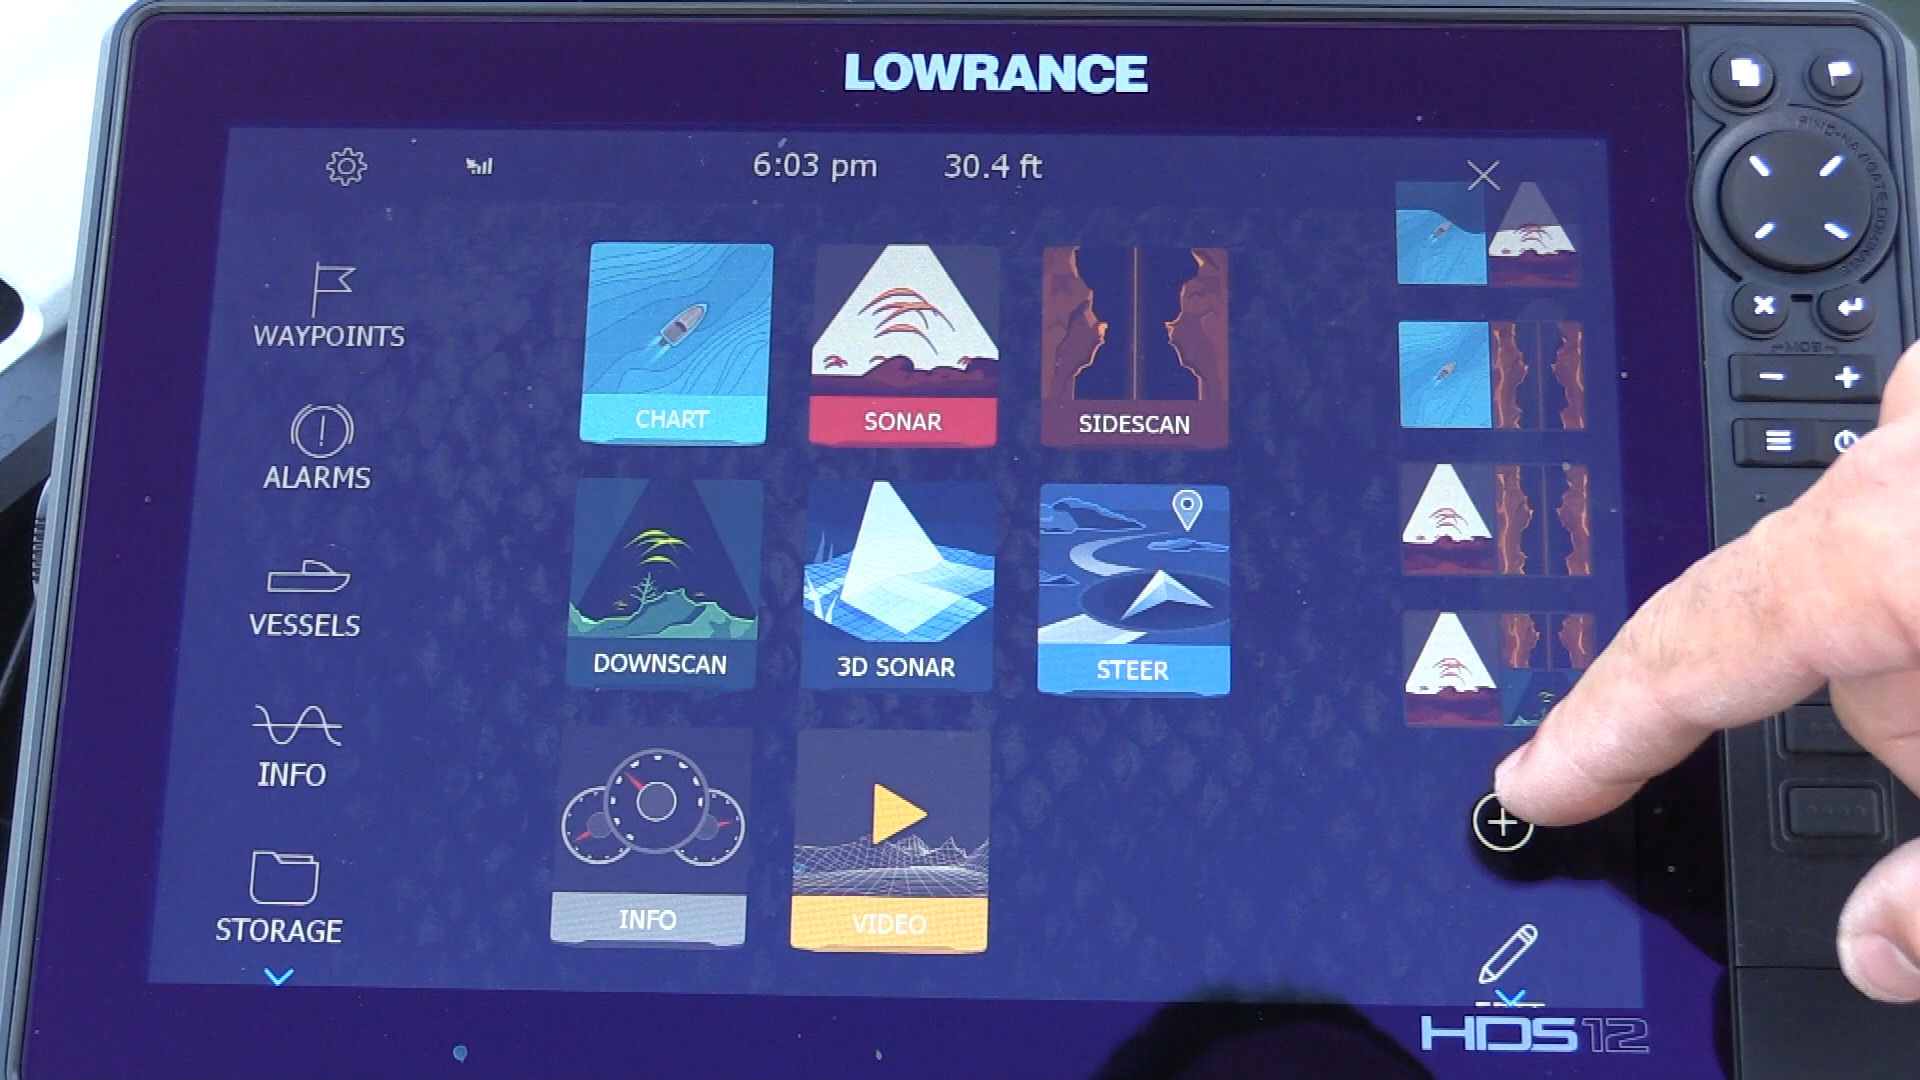 LOWRANCE
6:03 pm 30.4 ft
WAYPOINTS
ALARMS
VESSELS
INFO
STORAGE
CHART
SONAR
SIDESCAN
DOWNSCAN
3D SONAR
STEER
INFO
VIDEO
HDS12
MOB